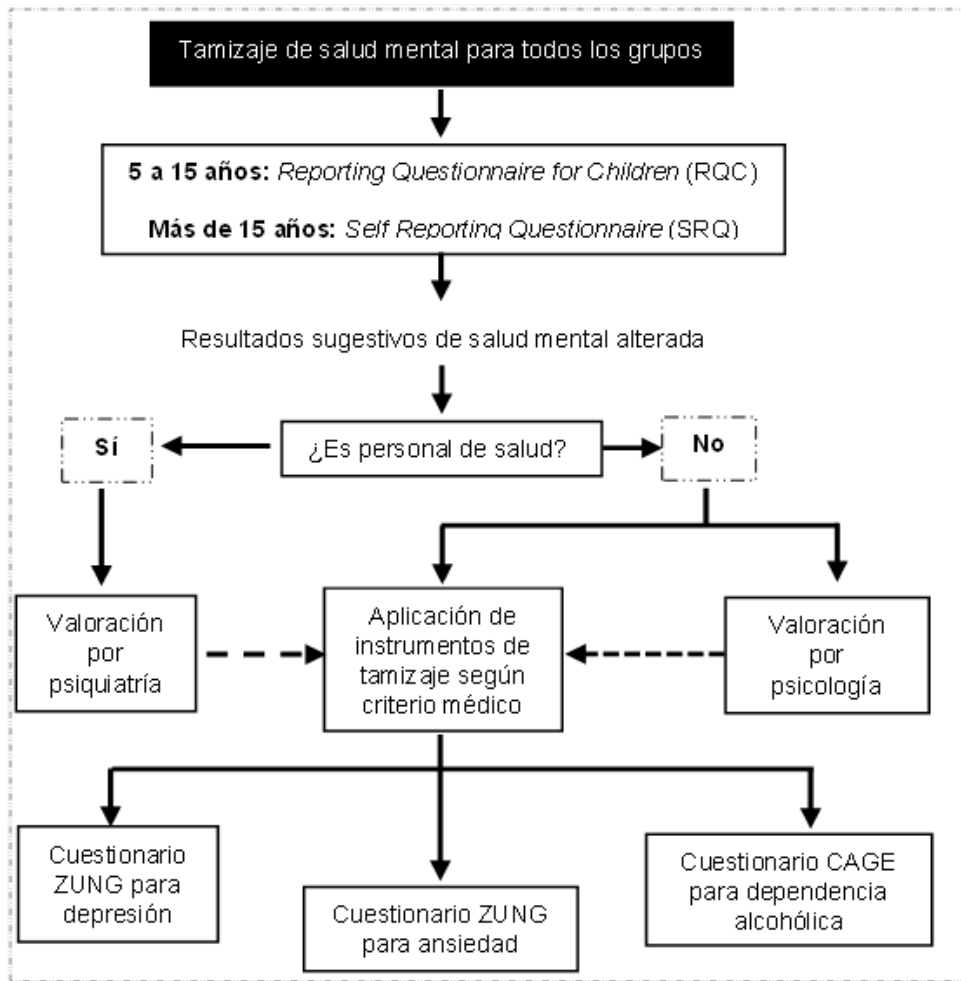 Tamizaje de salud mental para todos los grupos
5 a 15 años: Reporting Questionnaire for Children (RQC)
Más de 15 años: Self Reporting Questionnaire (SRQ)
Resultados sugestivos de salud mental alterada
Sí
¿Es personal de salud?
No
Valoración
por
psiquiatría
Aplicación de
instrumentos de
tamizaje según
criterio médico
Valoración
por
psicología
Cuestionario
ZUNG para
depresión
Cuestionario ZUNG
para ansiedad
Cuestionario CAGE
para dependencia
alcohólica